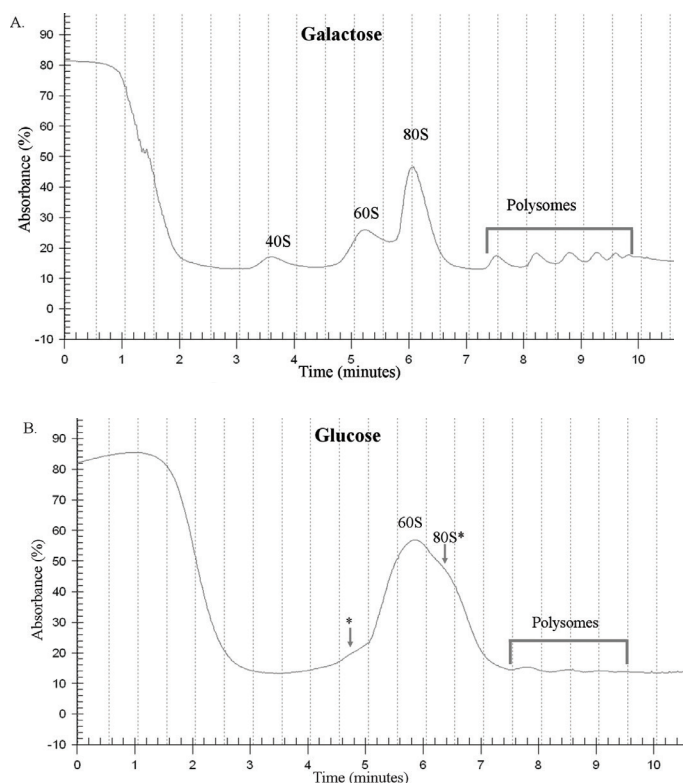 A.
Galactose
Absorbance (%)
90
80
70
60
50
40
30
20
10
0
-10
40S
60S
80S
Polysomes
0 1 2 3 4 5 6 7 8 9 10
Time (minutes)
B.
Glucose
Absorbance (%)
90
80
70
60
50
40
30
20
10
0
-10
*
60S
80S*
Polysomes
0 1 2 3 4 5 6 7 8 9 10
Time (minutes)